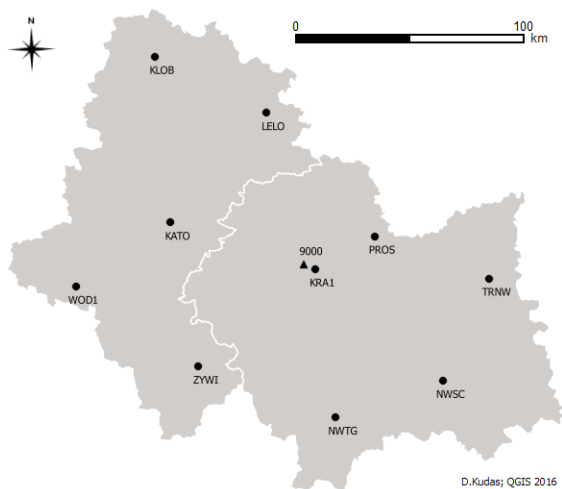 0 100
km
N
KLOB
LELO
KATO
PROS
9000
KRA1
TRNW
WOD1
ZYWI
NWSC
NWTG
D.Kudas; QGIS 2016